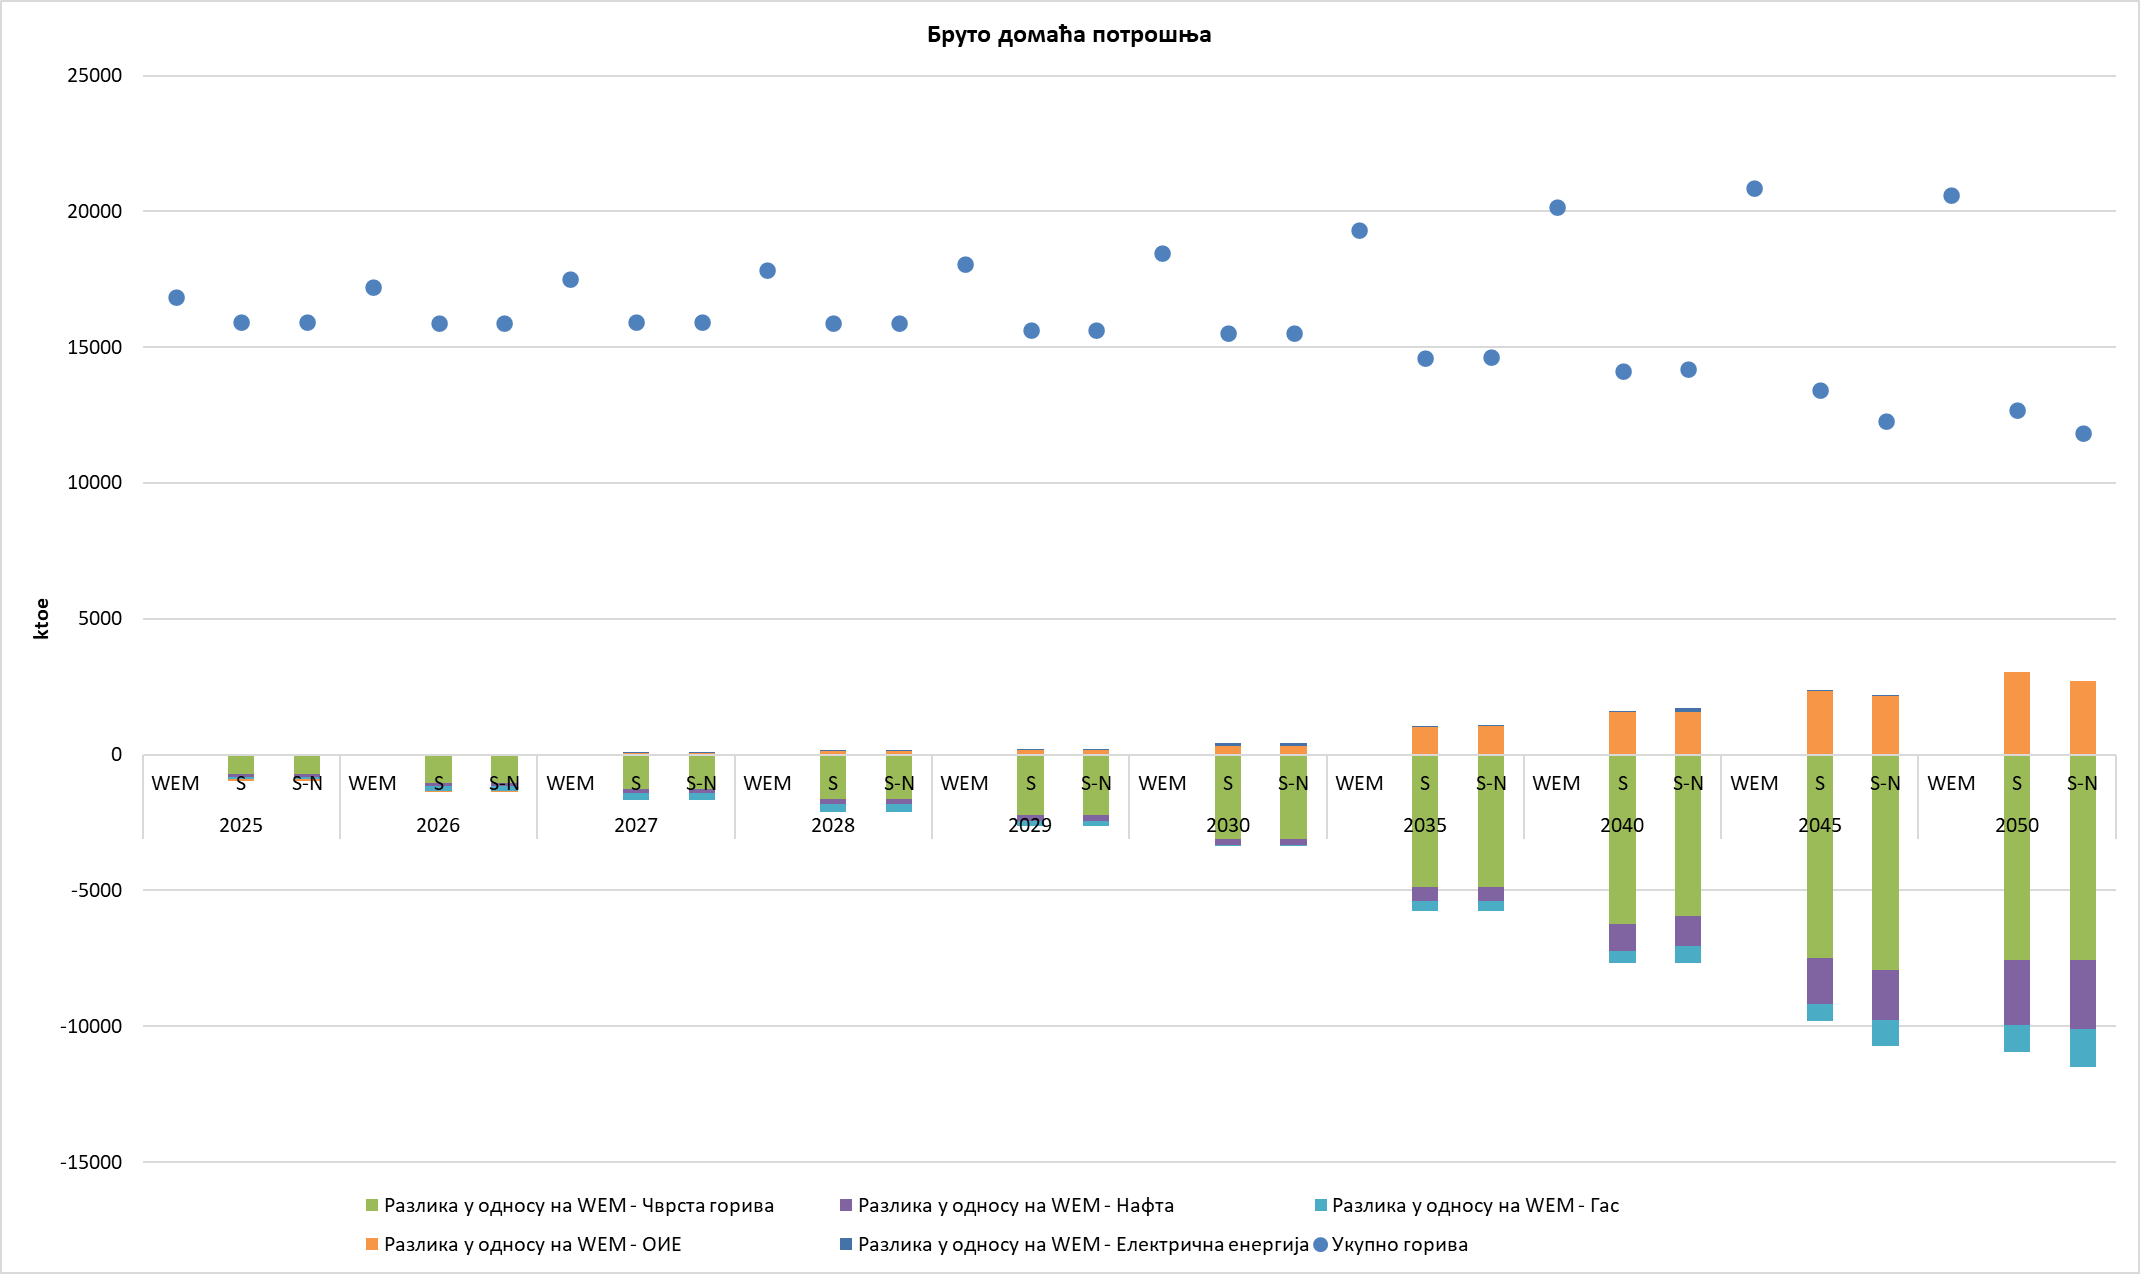 Бруто домаћа потрошња
25000
20000
15000
10000
5000
0
-5000
-10000
-15000
ktoe
WEM S S-N WEM S S-N WEM S S-N WEM S S-N WEM S S-N WEM S S-N WEM S S-N WEM S S-N WEM S S-N WEM S S-N
2025 2026 2027 2028 2029 2030 2035 2040 2045 2050
Разлика у односу на WEM - Чврста горива Разлика у односу на WEM - Нафта Разлика у односу на WEM - Гас
Разлика у односу на WEM - ОИЕ Разлика у односу на WEM - Електрична енергија Укупно горива